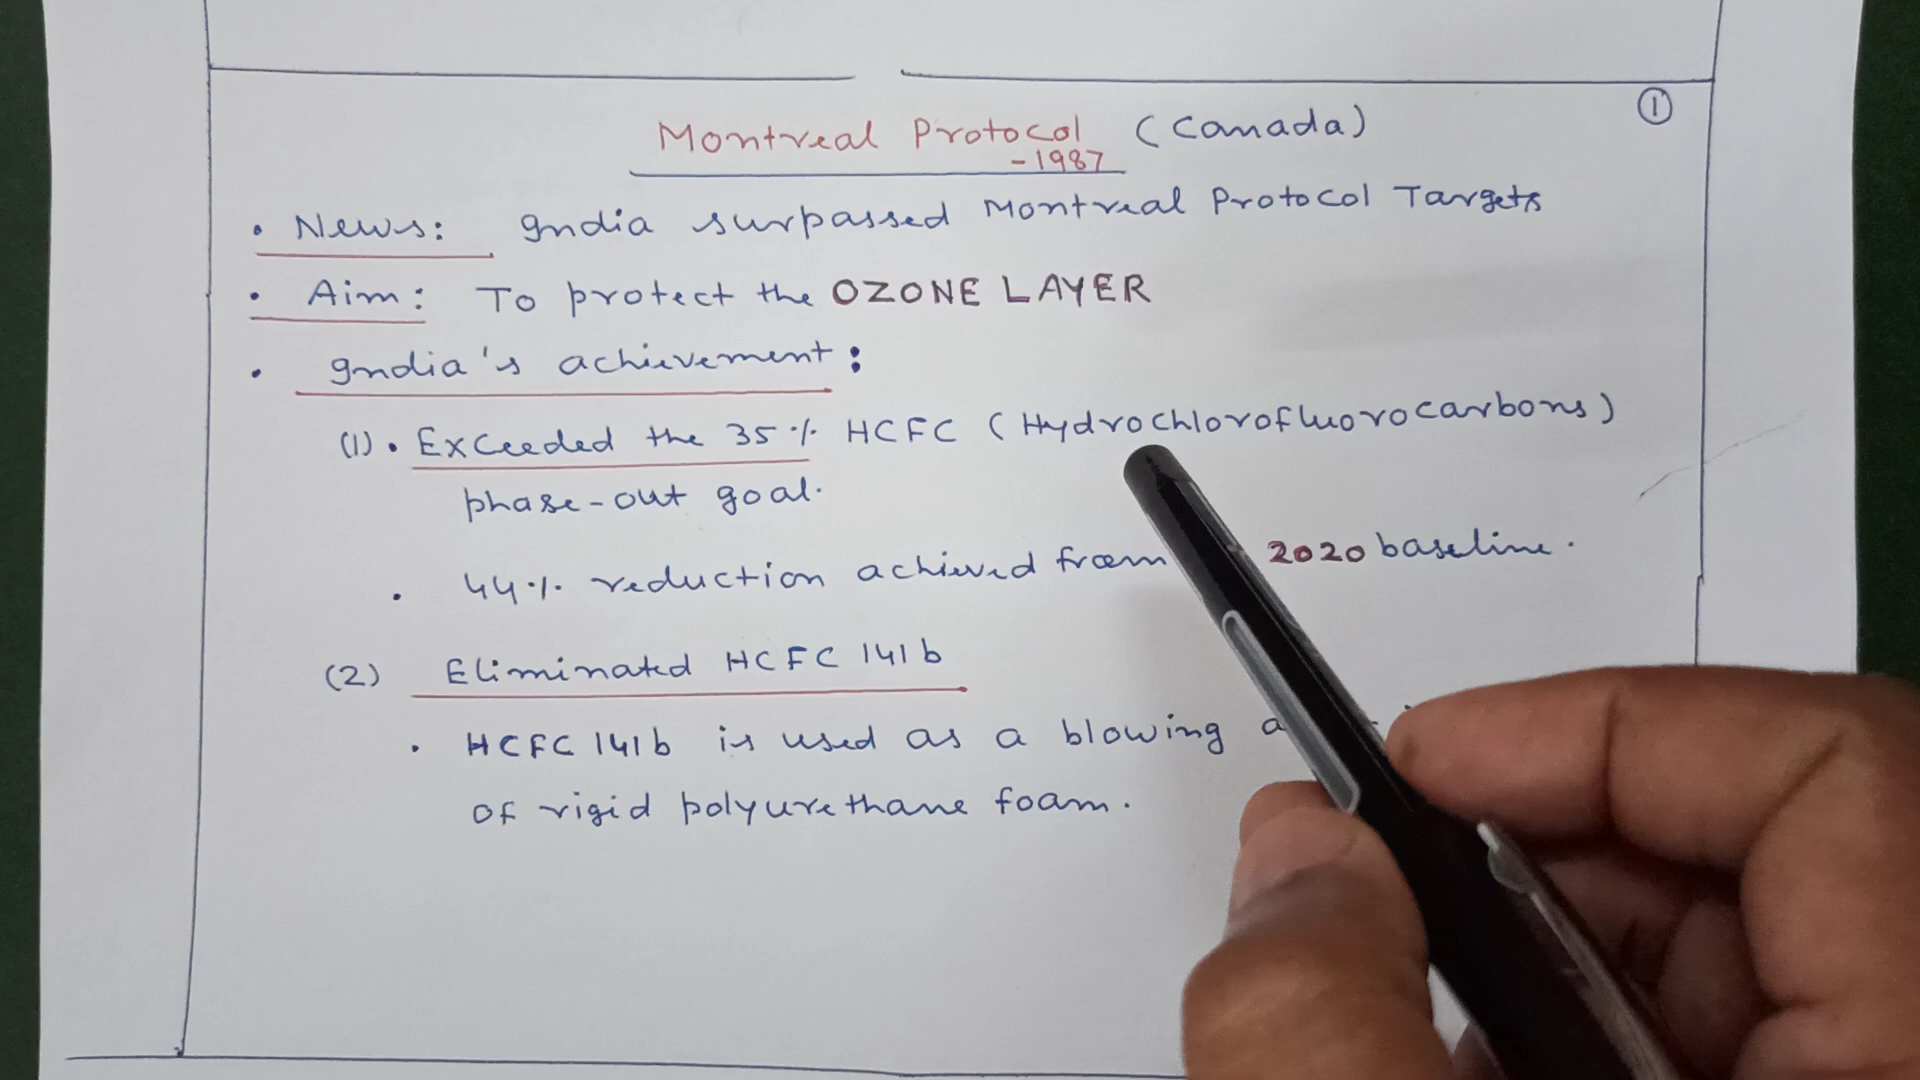 ①
Montreal Protocol (Canada)
-1987
• News: India surpassed Montreal Protocol Targets
• Aim: To protect the OZONE LAYER
• India's achievement:
(1) • Exceeded the 35% HCFC (Hydrochlorofluorocarbons)
phase-out goal.
• 44% reduction achieved from 2020 baseline.
(2) Eliminated HCFC 141b
• HCFC 141b is used as a blowing
of rigid polyurethane foam.